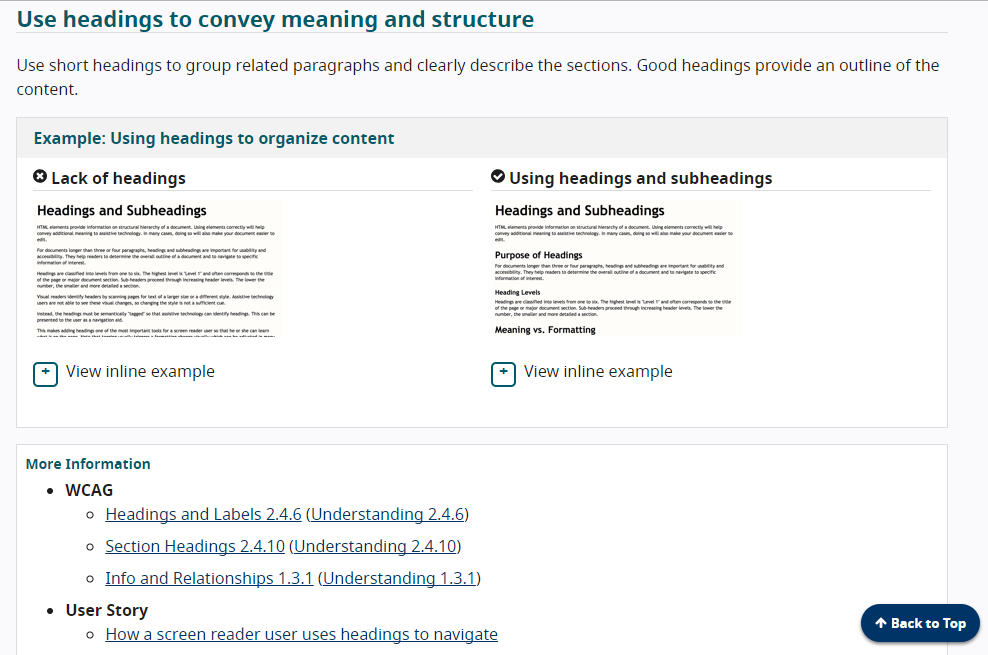 Use headings to convey meaning and structure
Use short headings to group related paragraphs and clearly describe the sections. Good headings provide an outline of the
content.
Example: Using headings to organize content
Lack of headings
Headings and Subheadings
HTML elements provide information on structural hierarchy of a document. Using elements correctly will help
convey additional meaning to assistive technology. In many cases, doing so will also make your document easier to
edit.
For documents longer than three or four paragraphs, headings and subheadings are important for usability and
accessibility. They help readers to determine the overall outline of a document and to navigate to specific
information of interest.
Headings are classified into levels from one to six. The highest level is "Level 1" and often corresponds to the title
of the page or major document section. Sub-headers proceed through increasing header levels. The lower the
number, the smaller and more detailed a section.
Visual readers identify headers by scanning pages for text of a larger size or a different style. Assistive technology
users are not able to see these visual changes, so changing the style is not a sufficient cue.
Instead, the headings must be semantically "tagged" so that assistive technology can identify headings. This can be
presented to the user as a navigation aid.
This makes adding headings one of the most important tools for a screen reader user so that he or she can learn
View inline example
Using headings and subheadings
Headings and Subheadings
HTML elements provide information on structural hierarchy of a document. Using elements correctly will help
convey additional meaning to assistive technology. In many cases, doing so will also make your document easier to
edit.
Purpose of Headings
For documents longer than three or four paragraphs, headings and subheadings are important for usability and
accessibility. They help readers to determine the overall outline of a document and to navigate to specific
information of interest.
Heading Levels
Headings are classified into levels from one to six. The highest level is "Level 1" and often corresponds to the title
of the page or major document section. Sub-headers proceed through increasing header levels. The lower the
number, the smaller and more detailed a section.
Meaning vs. Formatting
View inline example
More Information
WCAG
Headings and Labels 2.4.6 (Understanding 2.4.6)
Section Headings 2.4.10 (Understanding 2.4.10)
Info and Relationships 1.3.1 (Understanding 1.3.1)
User Story
How a screen reader user uses headings to navigate
Back to Top